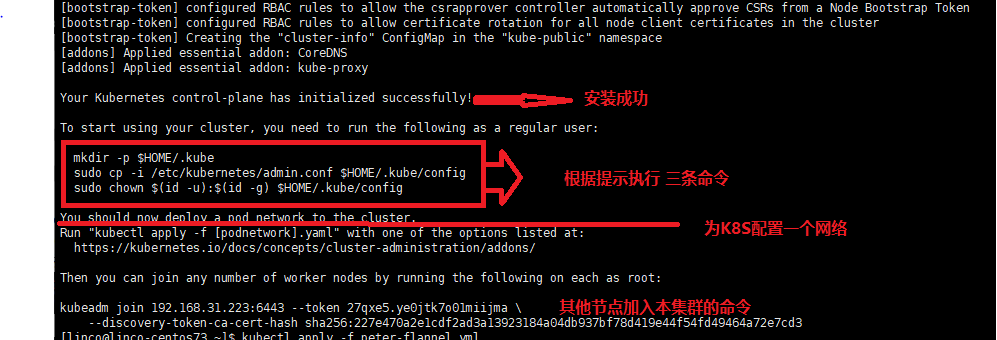 [bootstrap-token] configured RBAC rules to allow the csrapprover controller automatically approve CSRs from a Node Bootstrap Token
[bootstrap-token] configured RBAC rules to allow certificate rotation for all node client certificates in the cluster
[bootstrap-token] Creating the "cluster-info" ConfigMap in the "kube-public" namespace
[addons] Applied essential addon: CoreDNS
[addons] Applied essential addon: kube-proxy
Your Kubernetes control-plane has initialized successfully!
安装成功
To start using your cluster, you need to run the following as a regular user:
mkdir -p $HOME/.kube
sudo cp -i /etc/kubernetes/admin.conf $HOME/.kube/config
sudo chown $(id -u):$(id -g) $HOME/.kube/config
根据提示执行 三条命令
You should now deploy a pod network to the cluster.
Run "kubectl apply -f [podnetwork].yaml" with one of the options listed at:
https://kubernetes.io/docs/concepts/cluster-administration/addons/
为K8S配置一个网络
Then you can join any number of worker nodes by running the following on each as root:
kubeadm join 192.168.31.223:6443 --token 27qxe5.ye0jtk7o01miijma \
其他节点加入本集群的命令
--discovery-token-ca-cert-hash sha256:227e470a2e1cdf2ad3a13923184a04db937bf78d419e44f54fd49464a72e7cd3
[linco@linco-centos73 ~]$ kubectl apply -f peter-flannel.yml